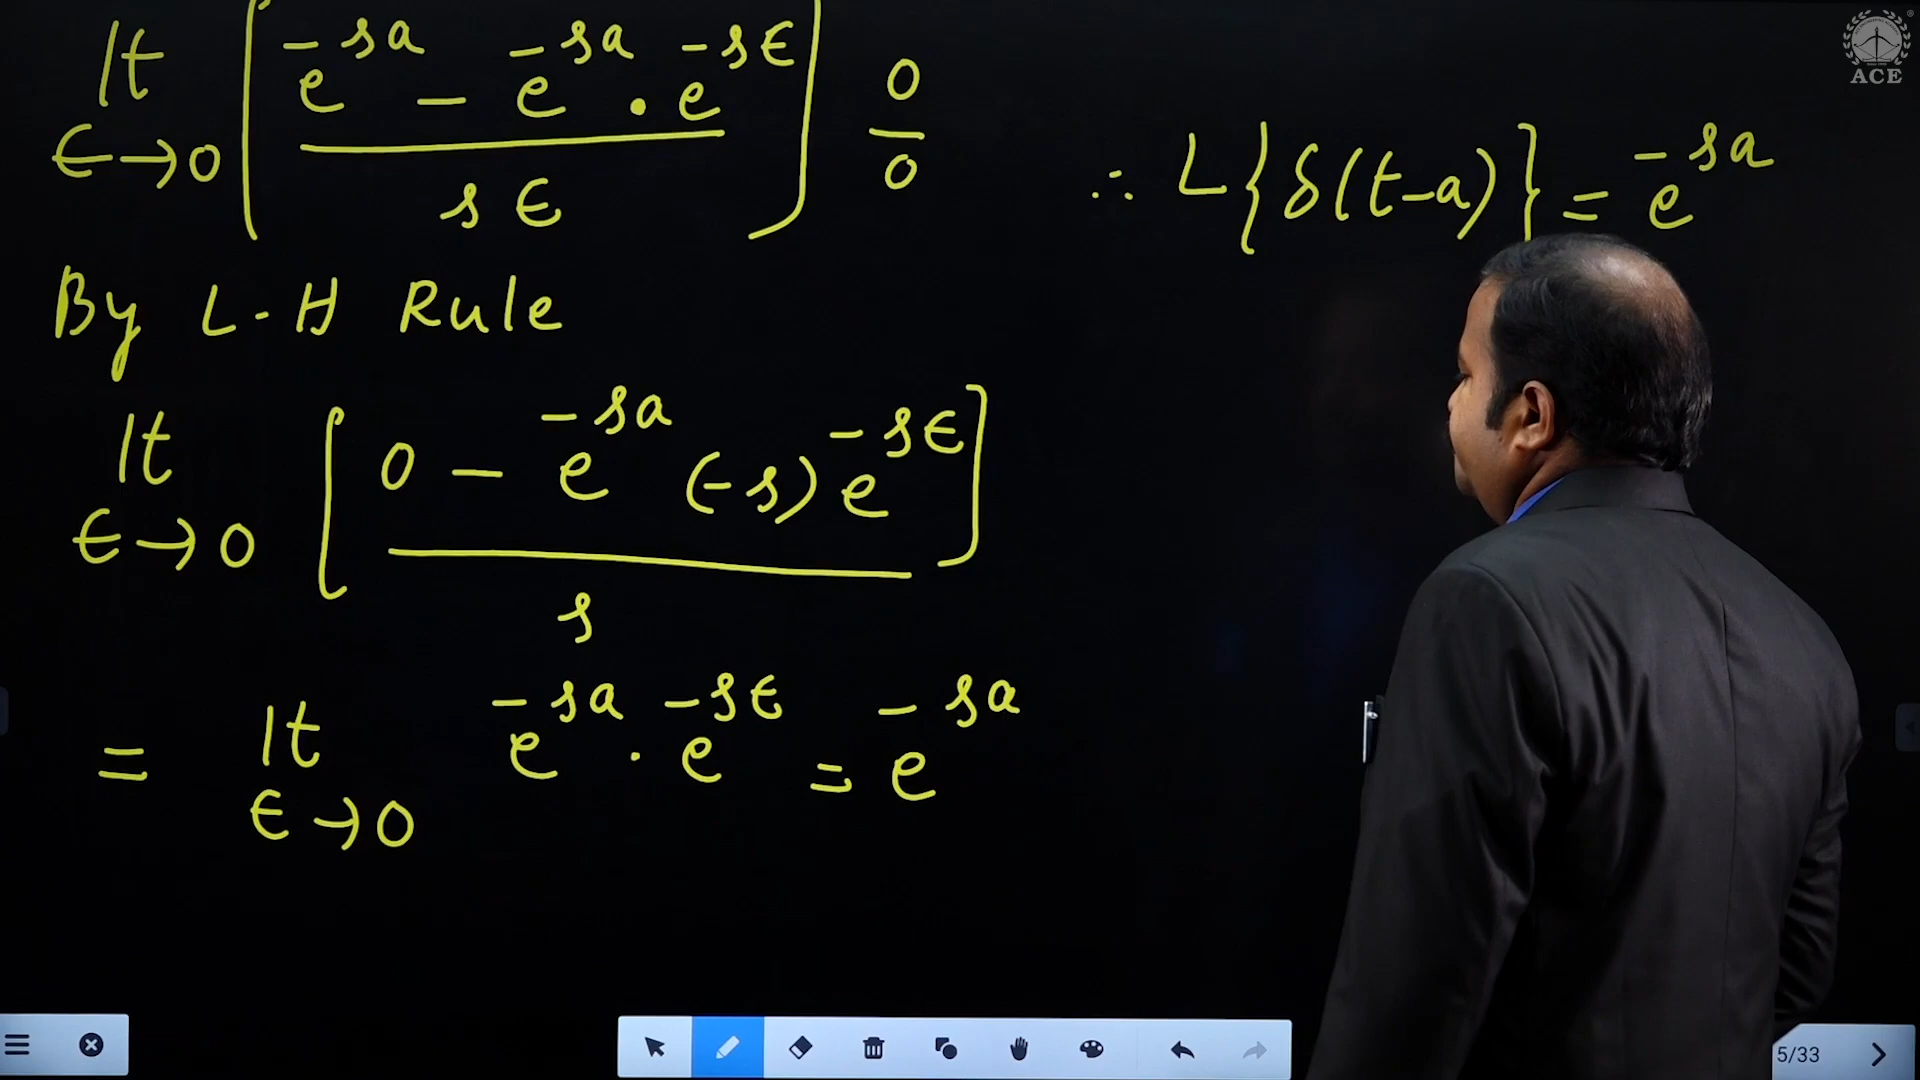 lt ϵ→0 [ (e^-sa - e^-sa · e^-sϵ) / sϵ ] 0/0
By L-H Rule
lt ϵ→0 [ (0 - e^-sa (-s) e^-sϵ) / s ]
= lt ϵ→0 e^-sa · e^-sϵ = e^-sa
∴ L{δ(t-a)} = e^-sa
ACE
5/33